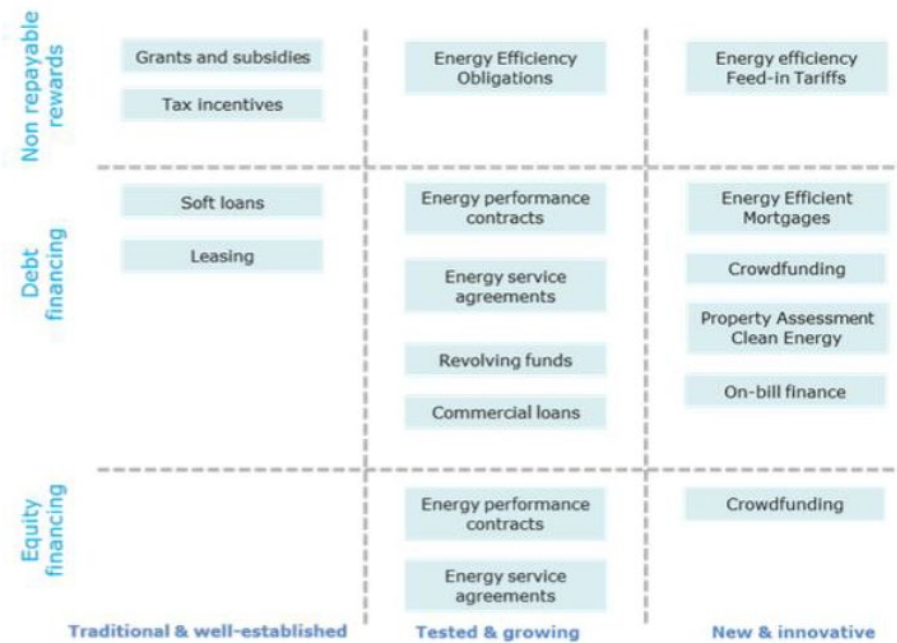 Non repayable
rewards
Grants and subsidies
Tax incentives
Energy Efficiency
Obligations
Energy efficiency
Feed-in Tariffs
Debt
financing
Soft loans
Leasing
Energy performance
contracts
Energy service
agreements
Revolving funds
Commercial loans
Energy Efficient
Mortgages
Crowdfunding
Property Assessment
Clean Energy
On-bill finance
Equity
financing
Energy performance
contracts
Energy service
agreements
Crowdfunding
Traditional & well-established
Tested & growing
New & innovative